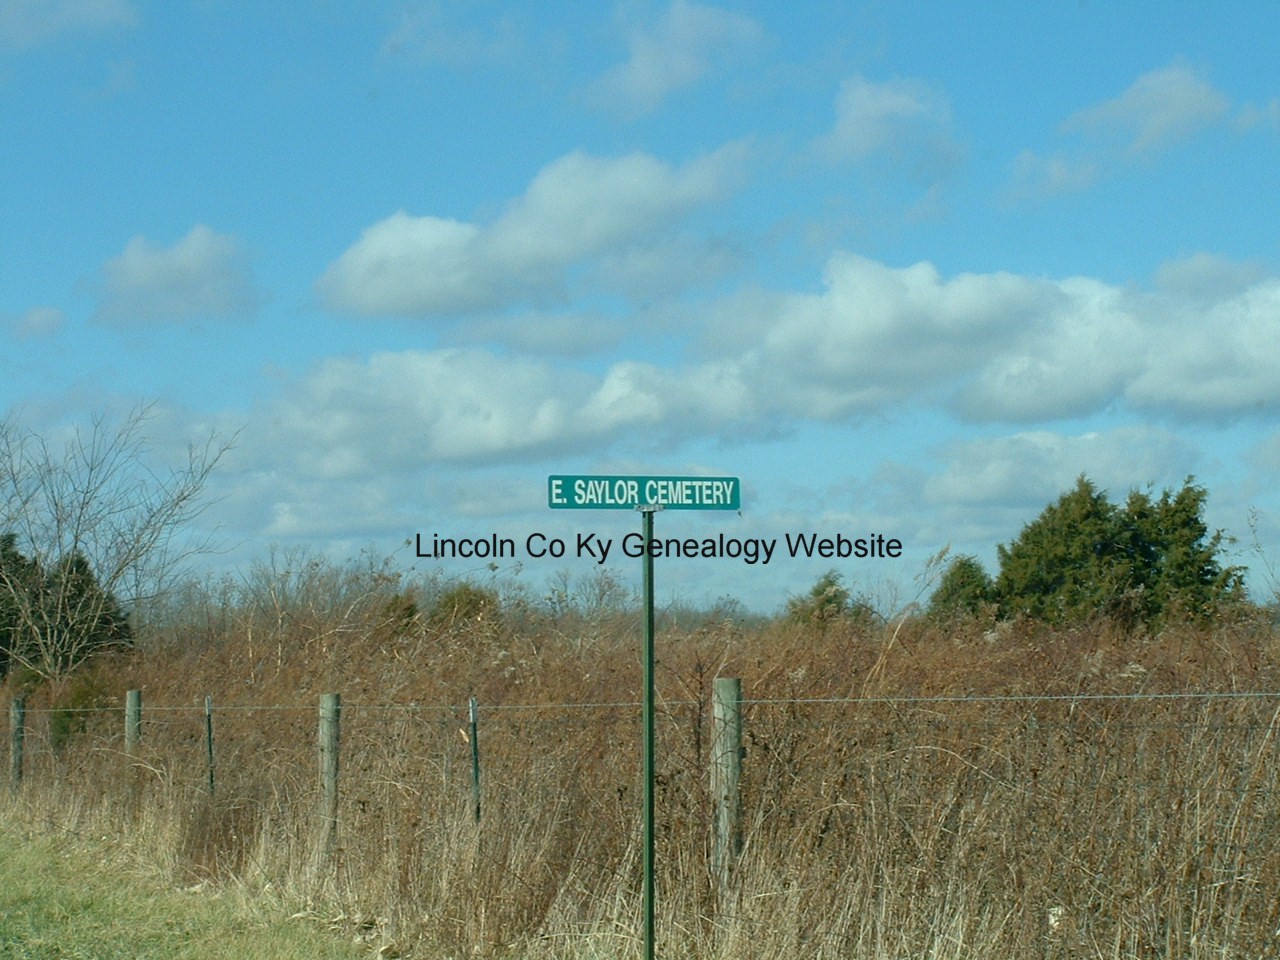 E. SAYLOR CEMETERY
Lincoln Co Ky Genealogy Website